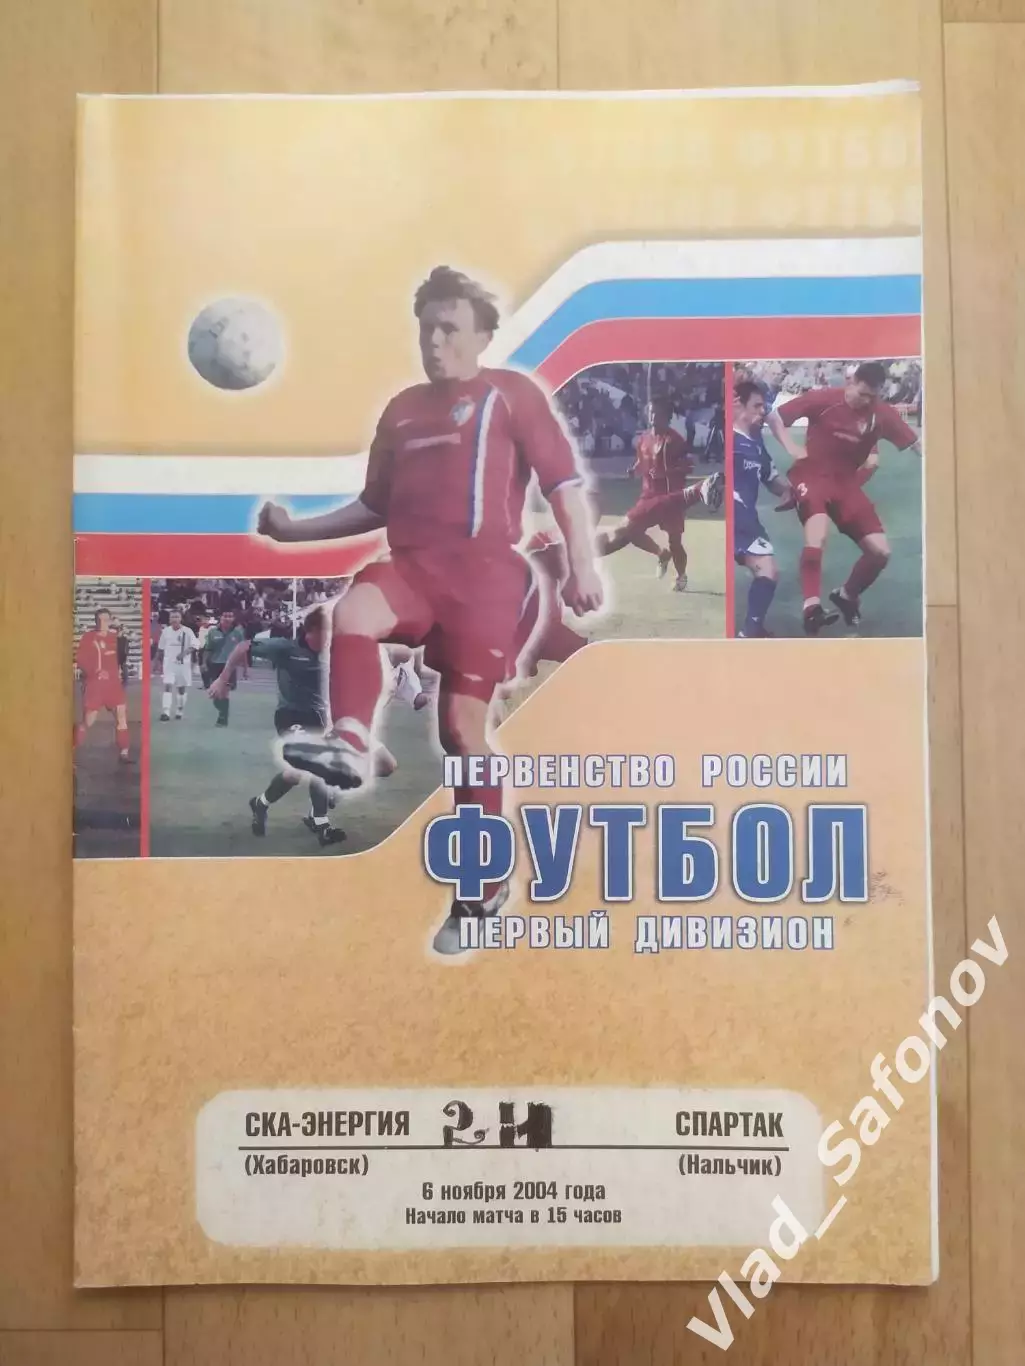 ПЕРВЕНСТВО РОССИИ
ФУТБОЛ
ПЕРВЫЙ ДИВИЗИОН
СКА-ЭНЕРГИЯ 2 Ч СПАРТАК
(Хабаровск) (Нальчик)
6 ноября 2004 года
Начало матча в 15 часов
Vlad_Safonov